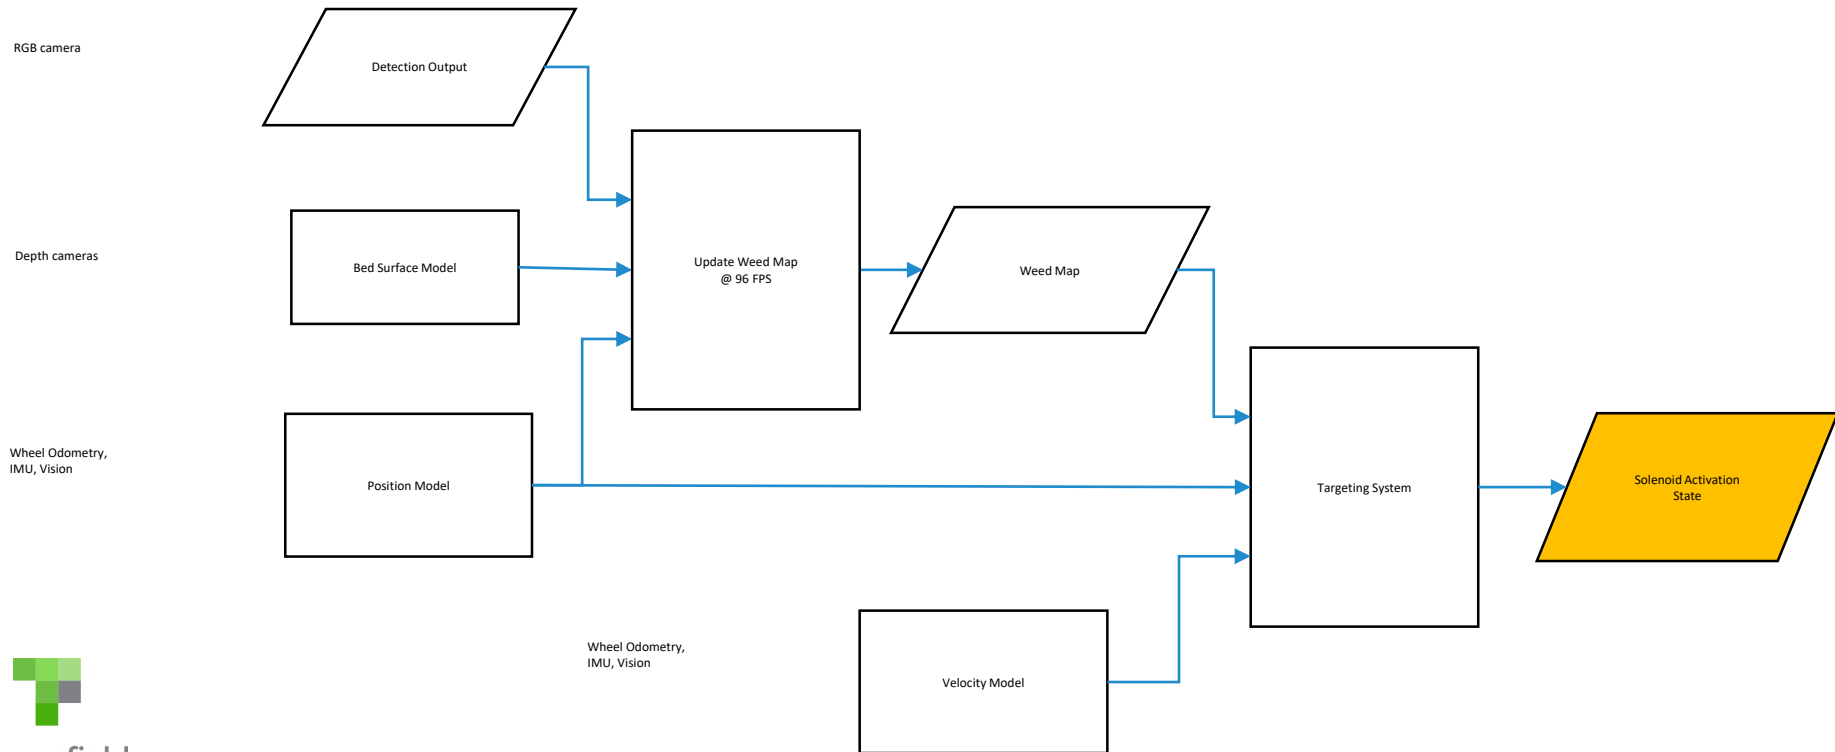 RGB camera
Detection Output
Depth cameras
Bed Surface Model
Update Weed Map
@ 96 FPS
Weed Map
Wheel Odometry,
IMU, Vision
Position Model
Targeting System
Solenoid Activation
State
Wheel Odometry,
IMU, Vision
Velocity Model